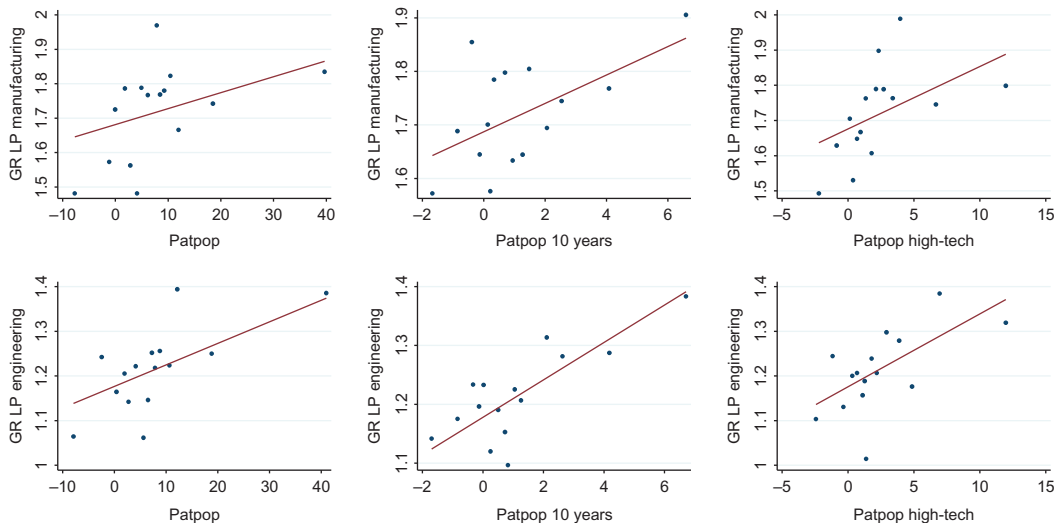 GR LP manufacturing
2
1.9
1.8
1.7
1.6
1.5
–10 0 10 20 30 40
Patpop
GR LP manufacturing
1.9
1.8
1.7
1.6
–2 0 2 4 6
Patpop 10 years
GR LP manufacturing
2
1.9
1.8
1.7
1.6
1.5
–5 0 5 10 15
Patpop high-tech
GR LP engineering
1.4
1.3
1.2
1.1
1
–10 0 10 20 30 40
Patpop
GR LP engineering
1.4
1.3
1.2
1.1
–2 0 2 4 6
Patpop 10 years
GR LP engineering
1.4
1.3
1.2
1.1
1
–5 0 5 10 15
Patpop high-tech